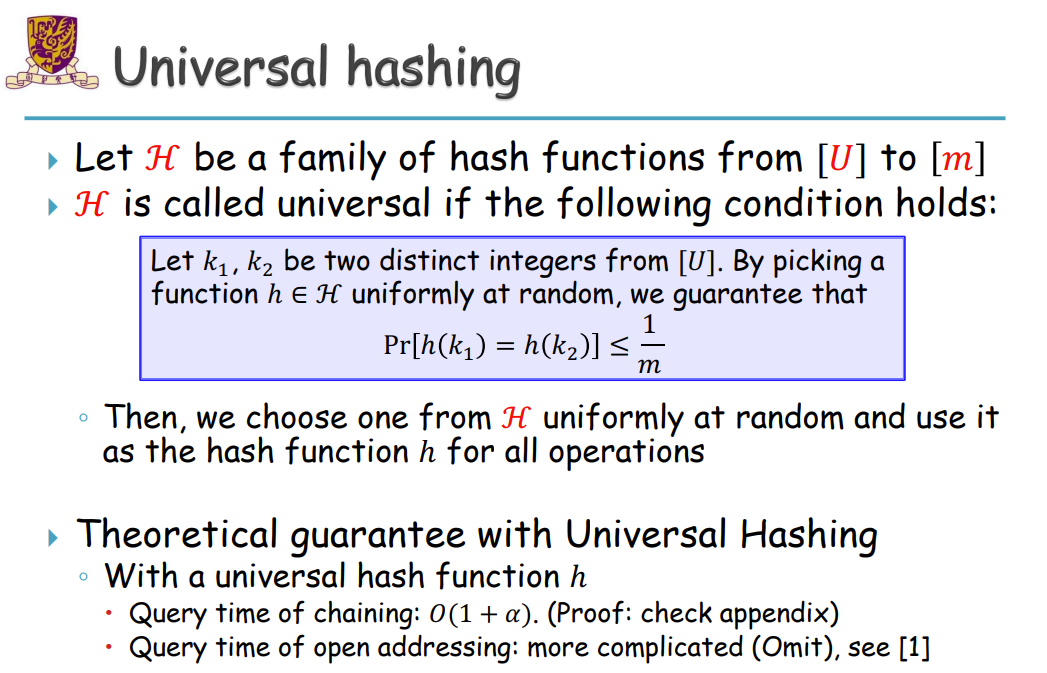 Universal hashing
Let ℋ be a family of hash functions from [U] to [m]
ℋ is called universal if the following condition holds:
Let k₁, k₂ be two distinct integers from [U]. By picking a
function h ∈ ℋ uniformly at random, we guarantee that
Pr[h(k₁) = h(k₂)] ≤ 1/m
Then, we choose one from ℋ uniformly at random and use it
as the hash function h for all operations
Theoretical guarantee with Universal Hashing
With a universal hash function h
Query time of chaining: O(1 + α). (Proof: check appendix)
Query time of open addressing: more complicated (Omit), see [1]